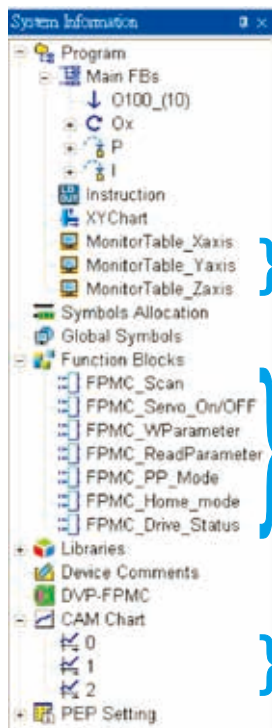 System Information
Program
Main FBs
O100_(10)
Ox
P
I
Instruction
XYChart
MonitorTable_Xaxis
MonitorTable_Yaxis
MonitorTable_Zaxis
Symbols Allocation
Global Symbols
Function Blocks
FPMC_Scan
FPMC_Servo_On/OFF
FPMC_WParameter
FPMC_ReadParameter
FPMC_PP_Mode
FPMC_Home_mode
FPMC_Drive_Status
Libraries
Device Comments
DVP-FPMC
CAM Chart
0
1
2
PEP Setting